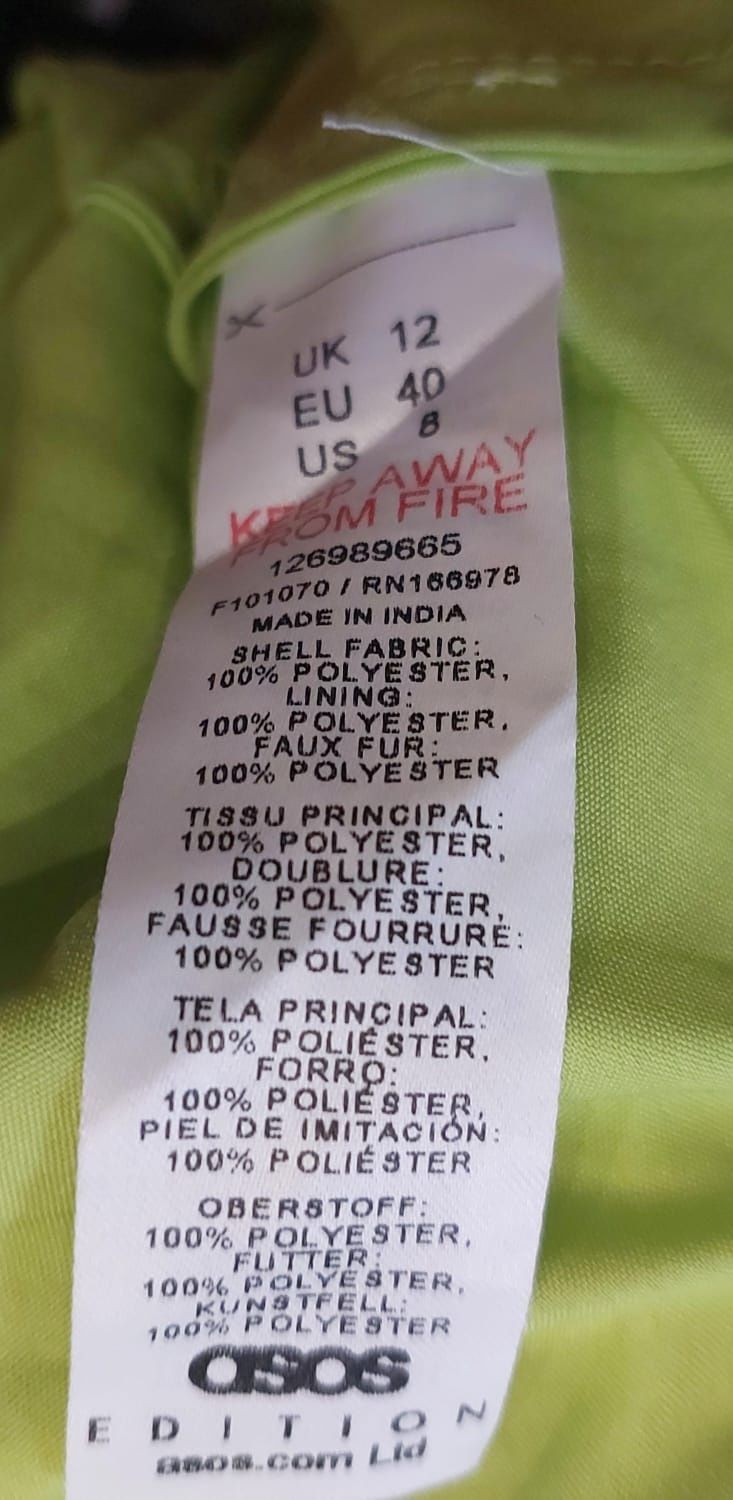 UK 12
EU 40
US 8
KEEP AWAY
FROM FIRE
126989665
F101070 / RN166978
MADE IN INDIA
SHELL FABRIC:
100% POLYESTER,
LINING:
100% POLYESTER,
FAUX FUR:
100% POLYESTER
TISSU PRINCIPAL:
100% POLYESTER,
DOUBLURE:
100% POLYESTER,
FAUSSE FOURRURE:
100% POLYESTER
TELA PRINCIPAL:
100% POLIÉSTER,
FORRO:
100% POLIÉSTER,
PIEL DE IMITACIÓN:
100% POLIÉSTER
OBERSTOFF:
100% POLYESTER,
FUTTER:
100% POLYESTER,
KUNSTFELL:
100% POLYESTER
asos
EDITION
asos.com Ltd